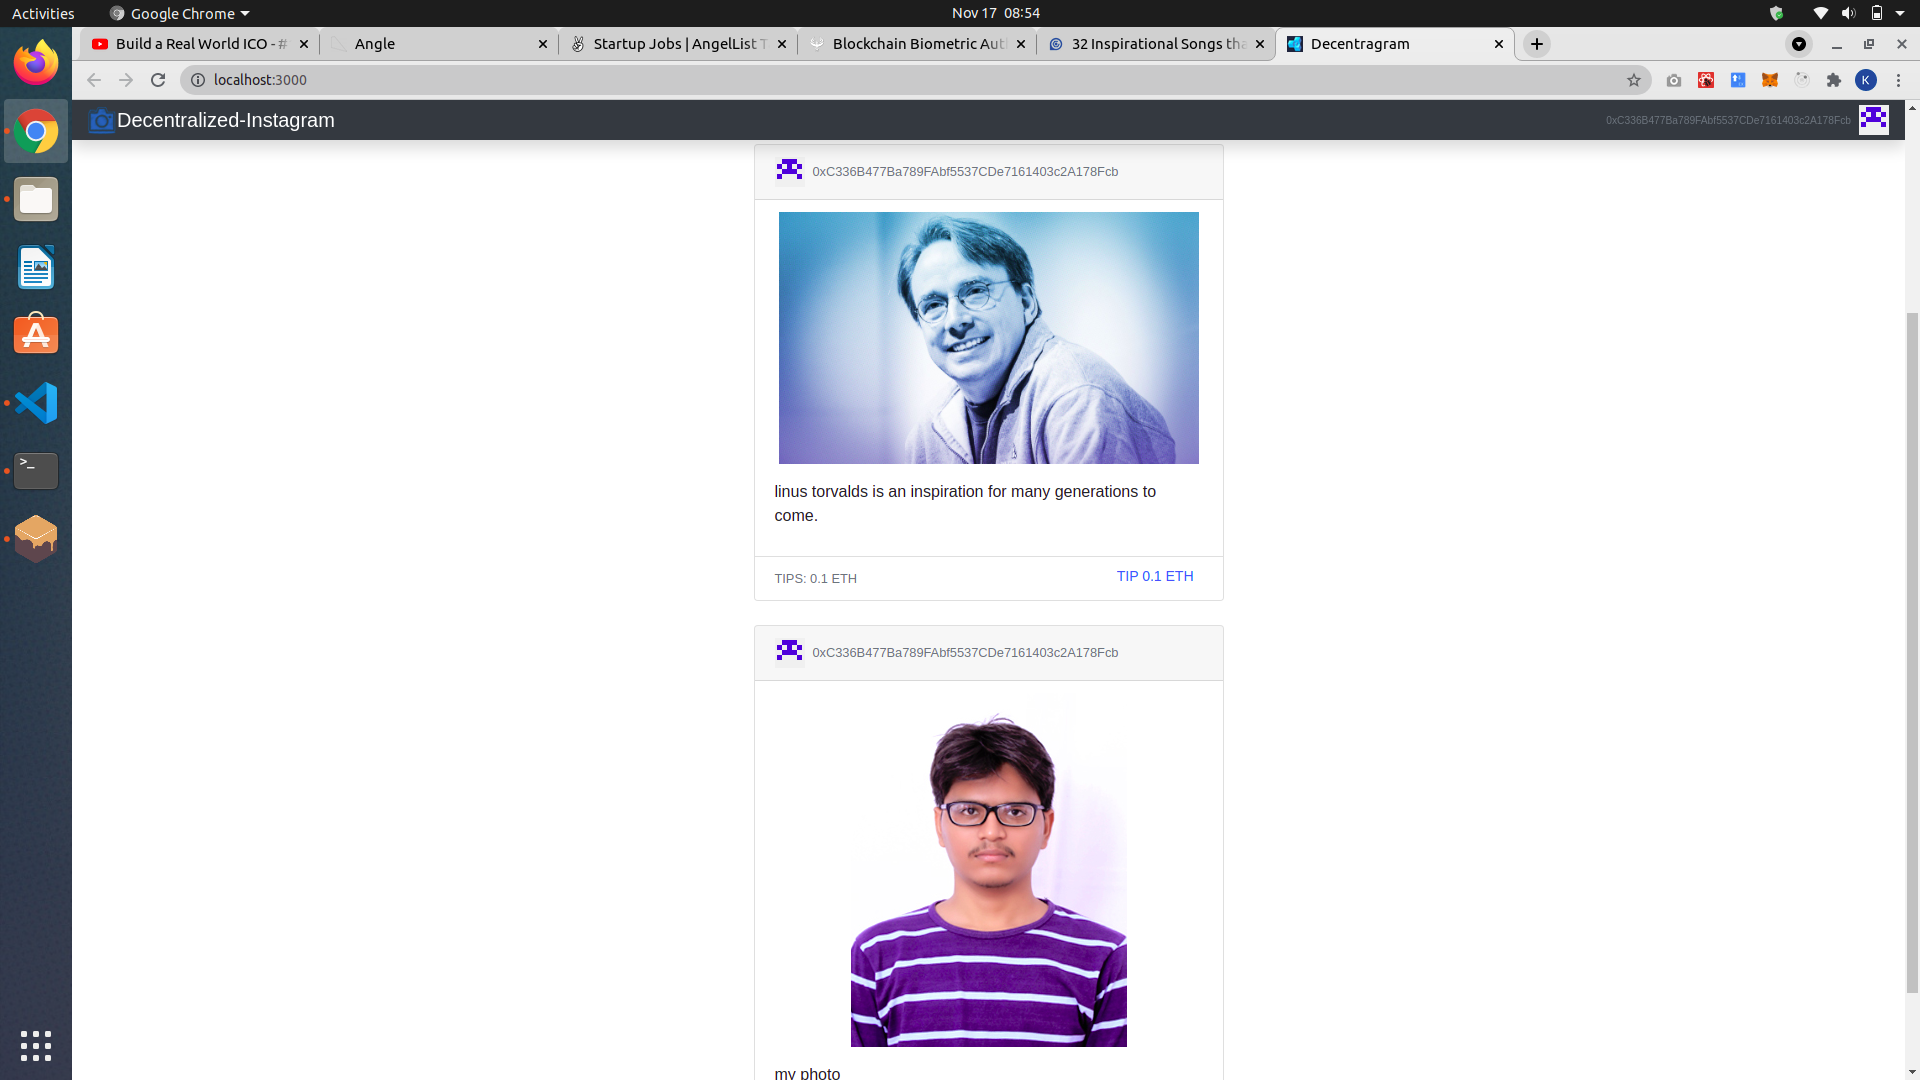 Activities
Google Chrome
Nov 17 08:54
Build a Real World ICO - #
Angle
Startup Jobs | AngelList T
Blockchain Biometric Aut
32 Inspirational Songs tha
Decentragram
localhost:3000
K
Decentralized-Instagram
0xC336B477Ba789FAbf5537CDe7161403c2A178Fcb
0xC336B477Ba789FAbf5537CDe7161403c2A178Fcb
linus torvalds is an inspiration for many generations to
come.
TIPS: 0.1 ETH
TIP 0.1 ETH
0xC336B477Ba789FAbf5537CDe7161403c2A178Fcb
my photo